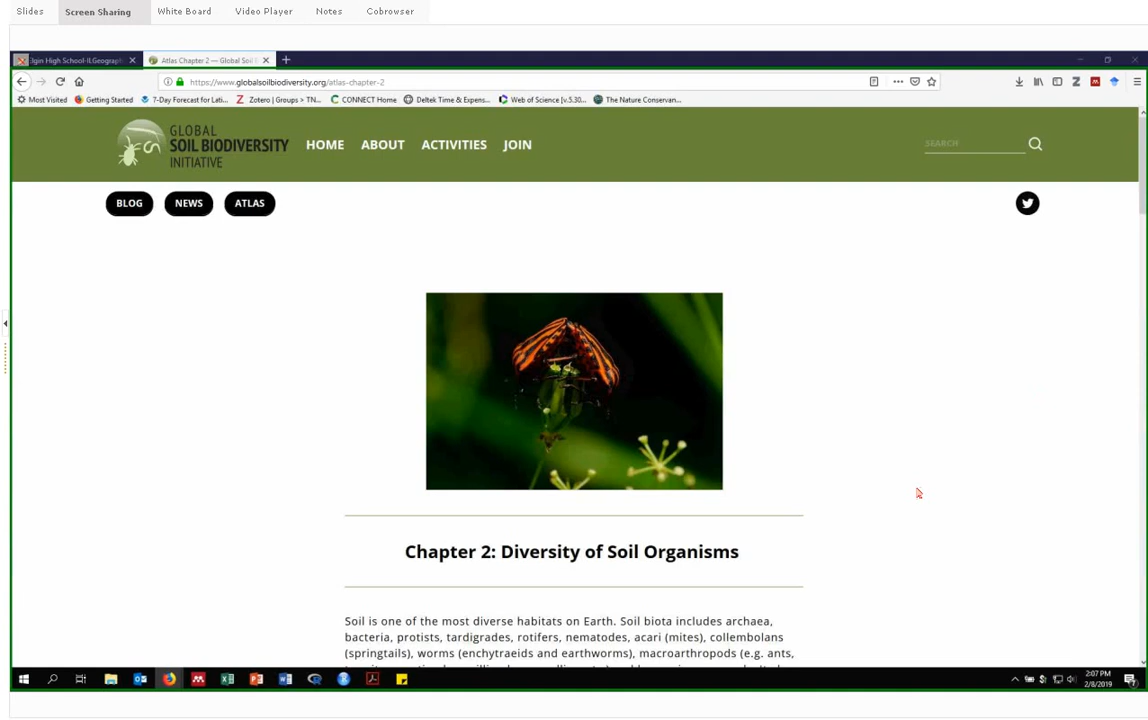 Slides Screen Sharing White Board Video Player Notes Cobrowser
Elgin High School-ILGeograph Atlas Chapter 2 — Global Soil B
https://www.globalsoilbiodiversity.org/atlas-chapter-2
Most Visited Getting Started 7-Day Forecast for Lati... Zotero | Groups > TN... CONNECT Home Deltek Time & Expens... Web of Science [v.5.30... The Nature Conservan...
GLOBAL
SOIL BIODIVERSITY
INITIATIVE
HOME ABOUT ACTIVITIES JOIN
SEARCH
BLOG NEWS ATLAS
Chapter 2: Diversity of Soil Organisms
Soil is one of the most diverse habitats on Earth. Soil biota includes archaea,
bacteria, protists, tardigrades, rotifers, nematodes, acari (mites), collembolans
(springtails), worms (enchytraeids and earthworms), macroarthropods (e.g. ants,
2:07 PM
2/8/2019